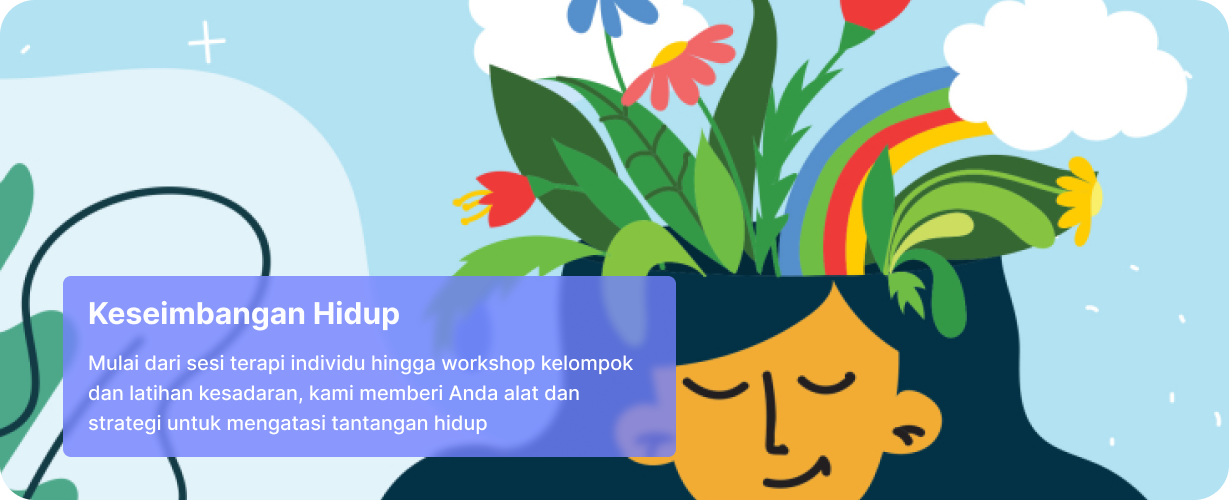 Keseimbangan Hidup
Mulai dari sesi terapi individu hingga workshop kelompok
dan latihan kesadaran, kami memberi Anda alat dan
strategi untuk mengatasi tantangan hidup